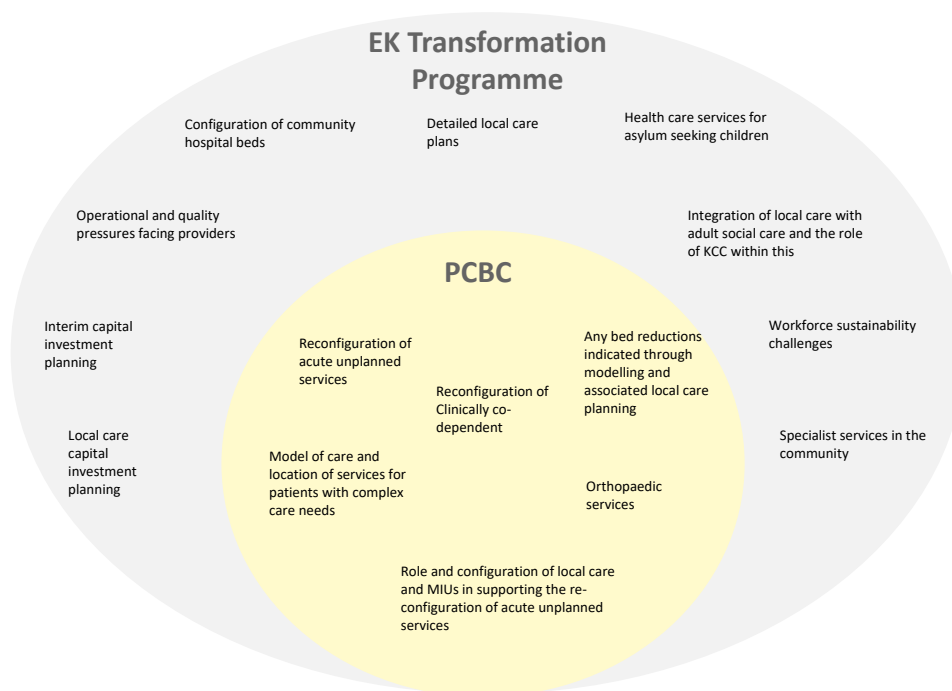 EK Transformation
Programme
Configuration of community
hospital beds
Detailed local care
plans
Health care services for
asylum seeking children
Operational and quality
pressures facing providers
Integration of local care with
adult social care and the role
of KCC within this
PCBC
Interim capital
investment
planning
Reconfiguration of
acute unplanned
services
Any bed reductions
indicated through
modelling and
associated local care
planning
Workforce sustainability
challenges
Reconfiguration of
Clinically co-
dependent
Local care
capital
investment
planning
Model of care and
location of services for
patients with complex
care needs
Specialist services in the
community
Orthopaedic
services
Role and configuration of local care
and MIUs in supporting the re-
configuration of acute unplanned
services